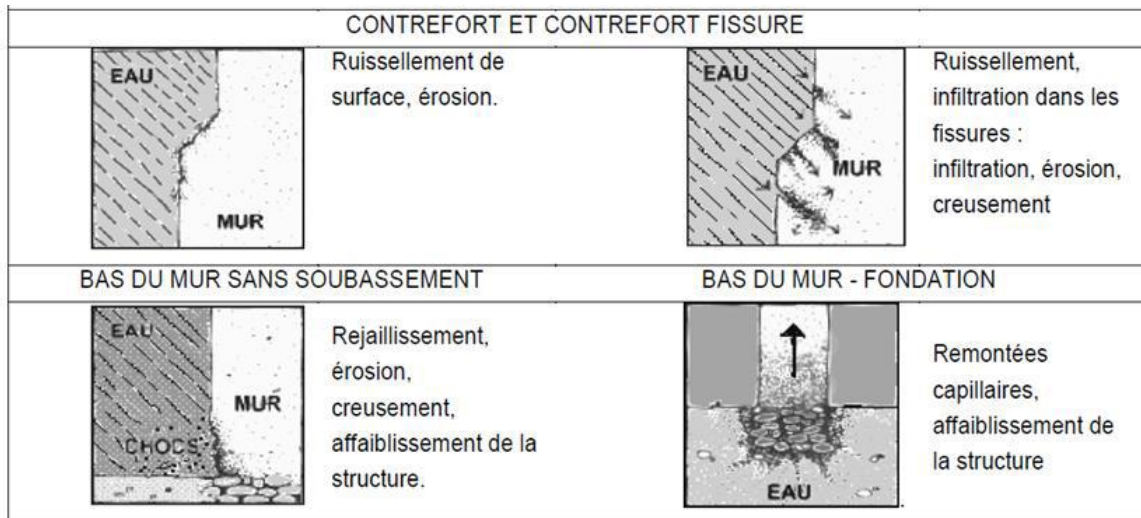 CONTREFORT ET CONTREFORT FISSURE
EAU
MUR
Ruissellement de
surface, érosion.
EAU
MUR
Ruissellement,
infiltration dans les
fissures :
infiltration, érosion,
creusement
BAS DU MUR SANS SOUBASSEMENT
BAS DU MUR - FONDATION
EAU
MUR
CHOCS
Rejaillissement,
érosion,
creusement,
affaiblissement de la
structure.
EAU
Remontées
capillaires,
affaiblissement de
la structure